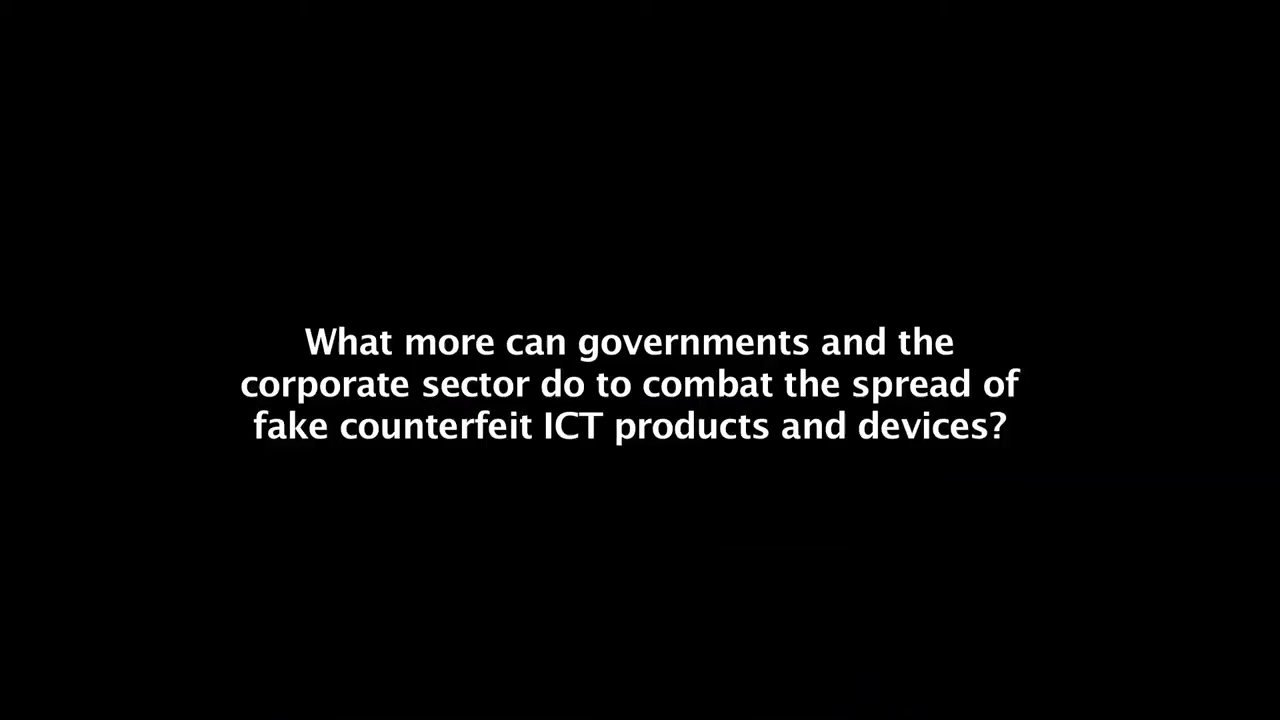 What more can governments and the
corporate sector do to combat the spread of
fake counterfeit ICT products and devices?